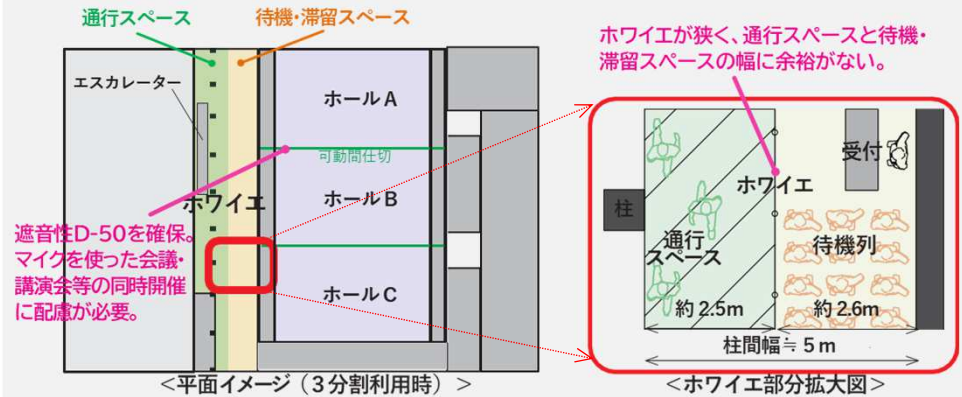 通行スペース
待機・滞留スペース
エスカレーター
ホールA
可動間仕切
ホワイエ
ホールB
遮音性D-50を確保。
マイクを使った会議・
講演会等の同時開催
に配慮が必要。
ホールC
<平面イメージ（３分割利用時）>
ホワイエが狭く、通行スペースと待機・
滞留スペースの幅に余裕がない。
受付
ホワイエ
柱
通行
スペース
待機列
約2.5m
約2.6m
柱間幅≒５m
<ホワイエ部分拡大図>